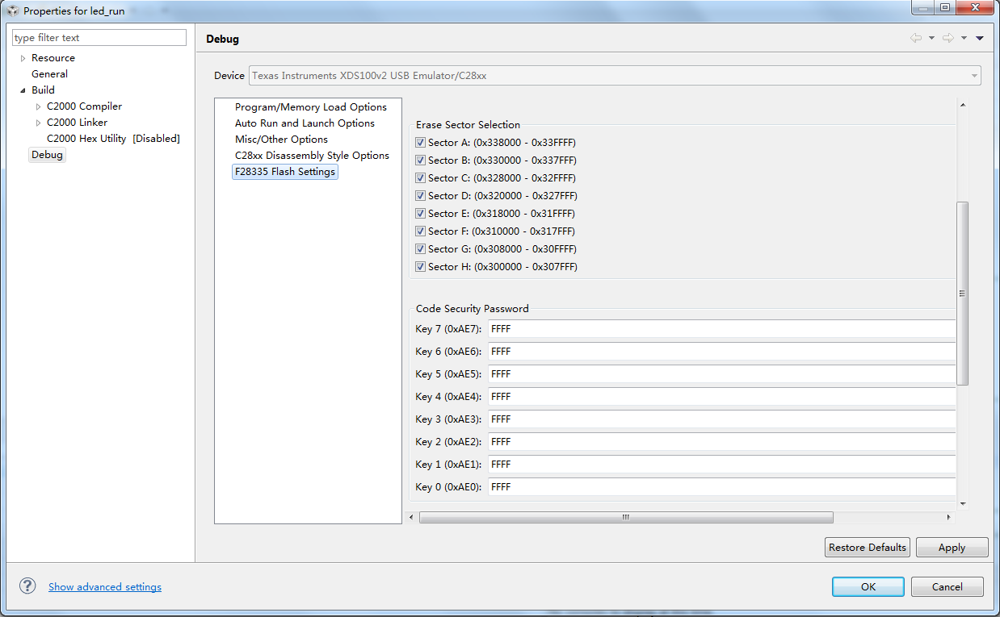 Properties for led_run
type filter text
Resource
General
Build
C2000 Compiler
C2000 Linker
C2000 Hex Utility [Disabled]
Debug
Debug
Device
Texas Instruments XDS100v2 USB Emulator/C28xx
Program/Memory Load Options
Auto Run and Launch Options
Misc/Other Options
C28xx Disassembly Style Options
F28335 Flash Settings
Erase Sector Selection
Sector A: (0x338000 - 0x33FFFF)
Sector B: (0x330000 - 0x337FFF)
Sector C: (0x328000 - 0x32FFFF)
Sector D: (0x320000 - 0x327FFF)
Sector E: (0x318000 - 0x31FFFF)
Sector F: (0x310000 - 0x317FFF)
Sector G: (0x308000 - 0x30FFFF)
Sector H: (0x300000 - 0x307FFF)
Code Security Password
Key 7 (0xAE7): FFFF
Key 6 (0xAE6): FFFF
Key 5 (0xAE5): FFFF
Key 4 (0xAE4): FFFF
Key 3 (0xAE3): FFFF
Key 2 (0xAE2): FFFF
Key 1 (0xAE1): FFFF
Key 0 (0xAE0): FFFF
Restore Defaults
Apply
Show advanced settings
OK
Cancel